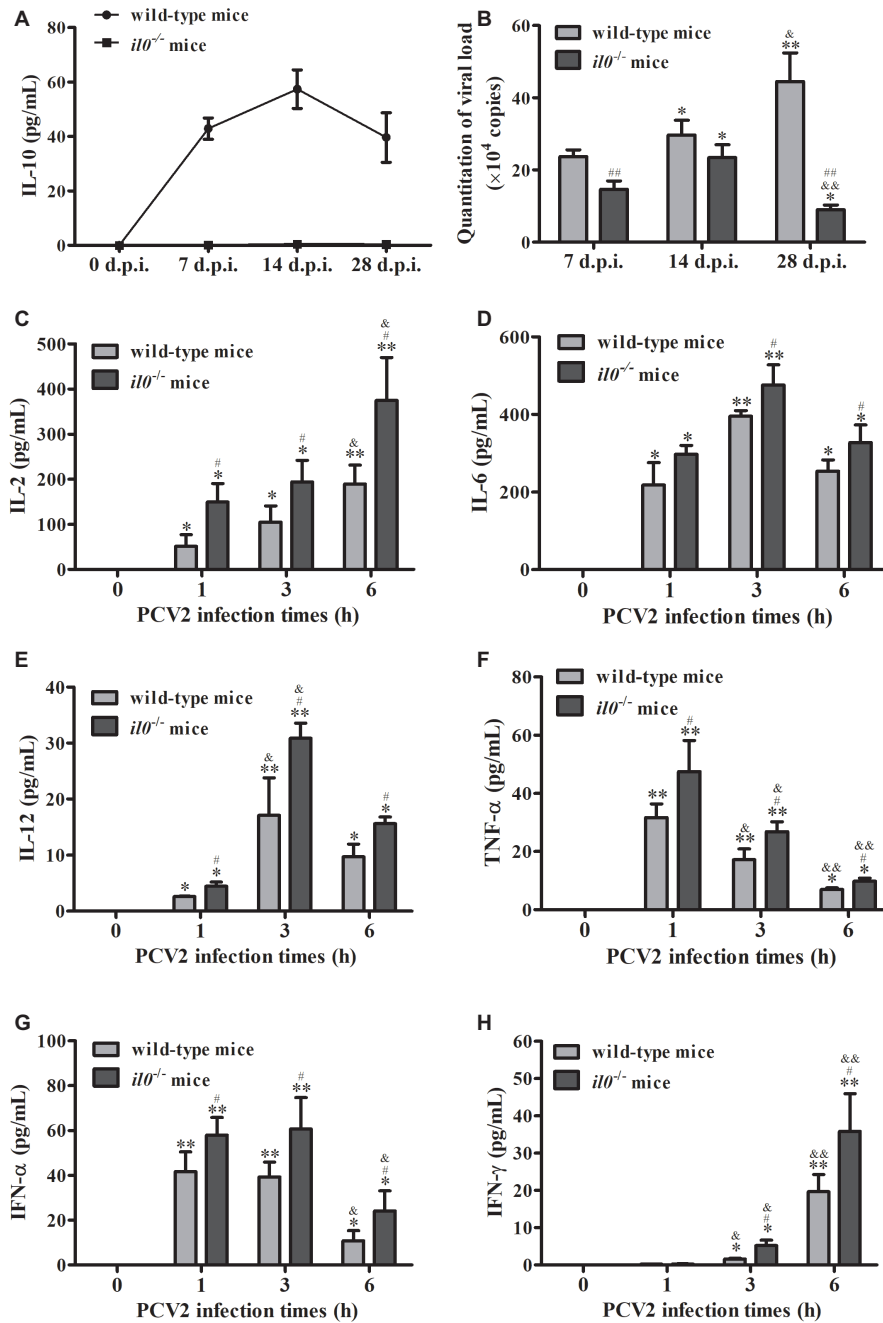 A
wild-type mice
il0-/- mice
IL-10 (pg/mL)
80
60
40
20
0
0 d.p.i. 7 d.p.i. 14 d.p.i. 28 d.p.i.
B
wild-type mice
il0-/- mice
Quantitation of viral load
(×10⁴ copies)
60
40
20
0
##
*
*
&
**
##
&&
*
7 d.p.i. 14 d.p.i. 28 d.p.i.
C
wild-type mice
il0-/- mice
IL-2 (pg/mL)
500
400
300
200
100
0
*
#
*
*
#
*
&
**
&
#
**
0 1 3 6
PCV2 infection times (h)
D
wild-type mice
il0-/- mice
IL-6 (pg/mL)
600
400
200
0
*
*
**
#
**
*
#
*
0 1 3 6
PCV2 infection times (h)
E
wild-type mice
il0-/- mice
IL-12 (pg/mL)
40
30
20
10
0
*
#
*
&
**
&
#
**
*
#
*
0 1 3 6
PCV2 infection times (h)
F
wild-type mice
il0-/- mice
TNF-α (pg/mL)
80
60
40
20
0
**
#
**
&
**
&
#
**
&&
*
&&
#
*
0 1 3 6
PCV2 infection times (h)
G
wild-type mice
il0-/- mice
IFN-α (pg/mL)
100
80
60
40
20
0
**
#
**
**
#
**
&
*
&
#
*
0 1 3 6
PCV2 infection times (h)
H
wild-type mice
il0-/- mice
IFN-γ (pg/mL)
60
50
40
30
20
10
0
&
*
&
#
*
&&
**
&&
#
**
0 1 3 6
PCV2 infection times (h)